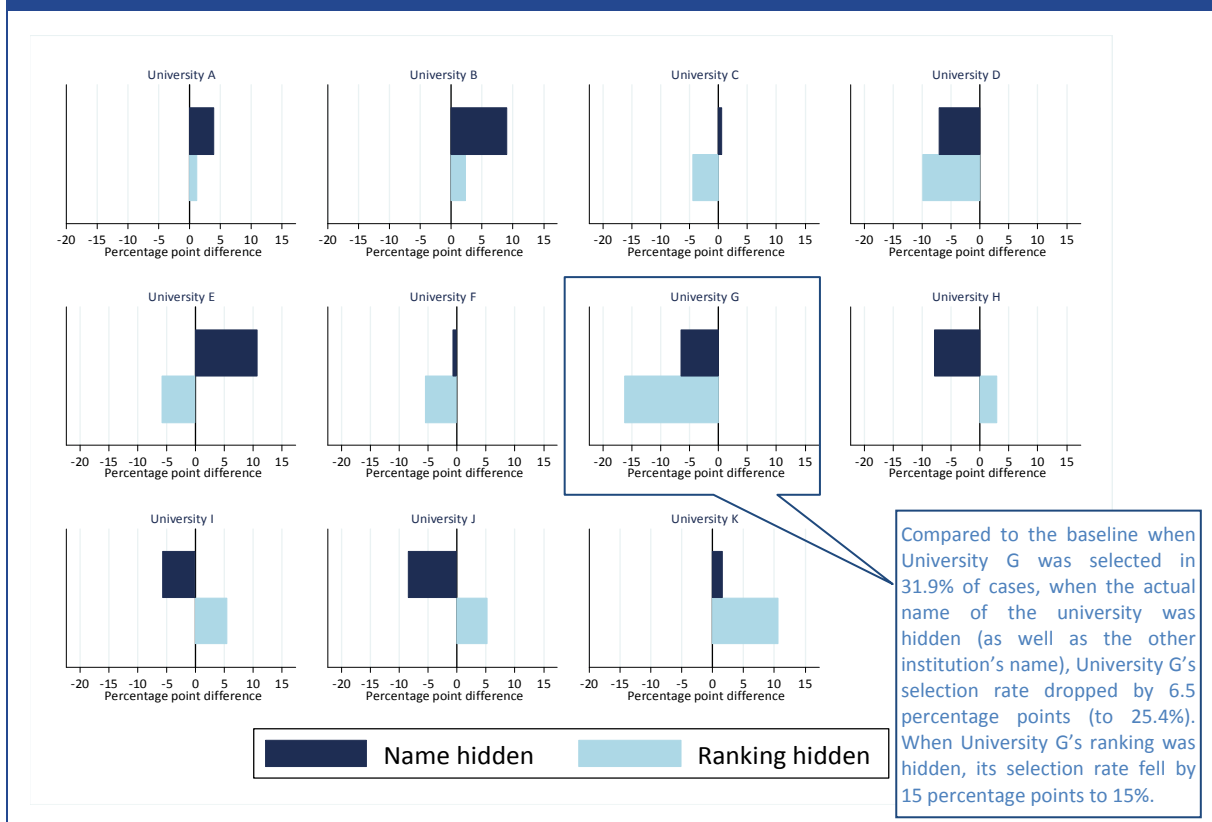 University A
University B
University C
University D
-20 -15 -10 -5 0 5 10 15
-20 -15 -10 -5 0 5 10 15
-20 -15 -10 -5 0 5 10 15
-20 -15 -10 -5 0 5 10 15
Percentage point difference
Percentage point difference
Percentage point difference
Percentage point difference
University E
University F
University G
University H
-20 -15 -10 -5 0 5 10 15
-20 -15 -10 -5 0 5 10 15
-20 -15 -10 -5 0 5 10 15
-20 -15 -10 -5 0 5 10 15
Percentage point difference
Percentage point difference
Percentage point difference
Percentage point difference
University I
University J
University K
-20 -15 -10 -5 0 5 10 15
-20 -15 -10 -5 0 5 10 15
-20 -15 -10 -5 0 5 10 15
Percentage point difference
Percentage point difference
Percentage point difference
Name hidden
Ranking hidden
Compared to the baseline when
University G was selected in
31.9% of cases, when the actual
name of the university was
hidden (as well as the other
institution's name), University G's
selection rate dropped by 6.5
percentage points (to 25.4%).
When University G's ranking was
hidden, its selection rate fell by
15 percentage points to 15%.